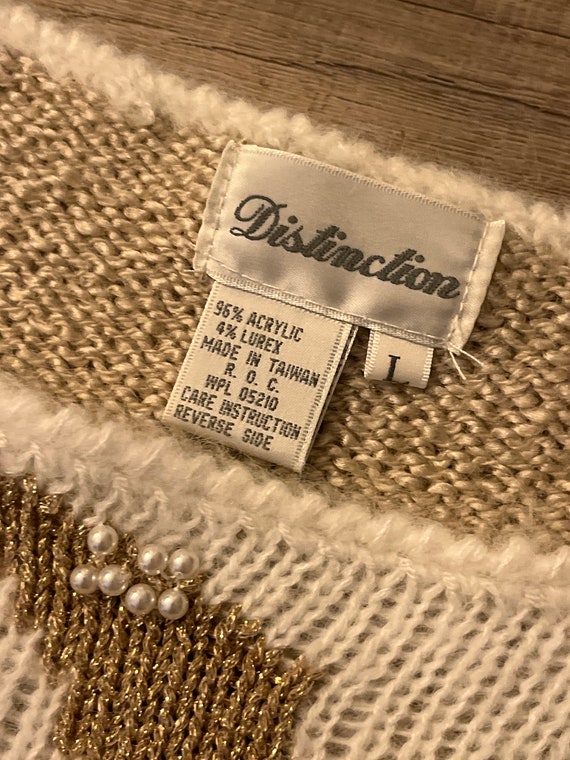 Distinction
96% ACRYLIC
4% LUREX
MADE IN TAIWAN
R. O. C.
WPL 05210
CARE INSTRUCTION
REVERSE SIDE
L